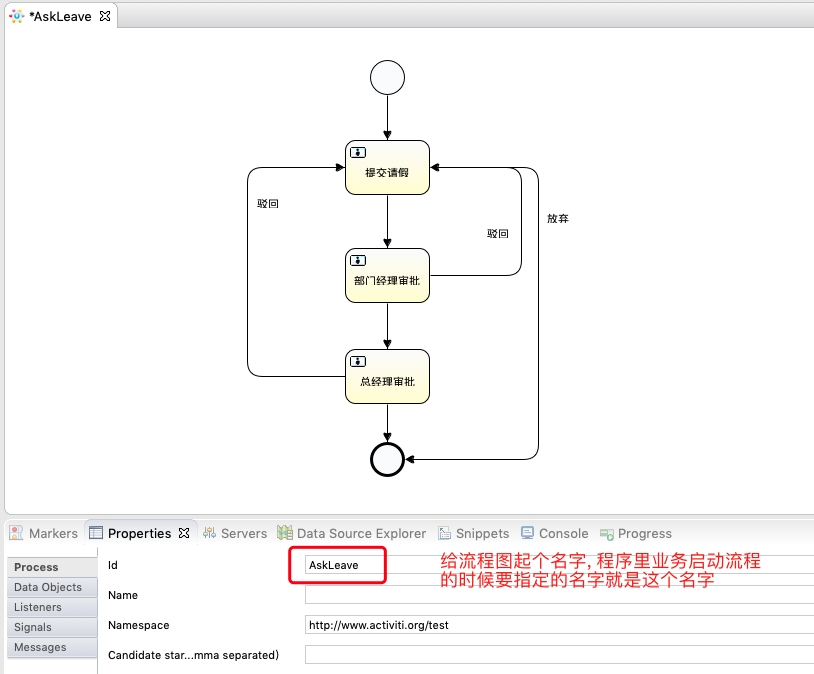 *AskLeave
提交请假
驳回
放弃
驳回
部门经理审批
总经理审批
Markers
Properties
Servers
Data Source Explorer
Snippets
Console
Progress
Process
Data Objects
Listeners
Signals
Messages
Id
AskLeave
给流程图起个名字, 程序里业务启动流程
的时候要指定的名字就是这个名字
Name
Namespace
http://www.activiti.org/test
Candidate star...mma separated)